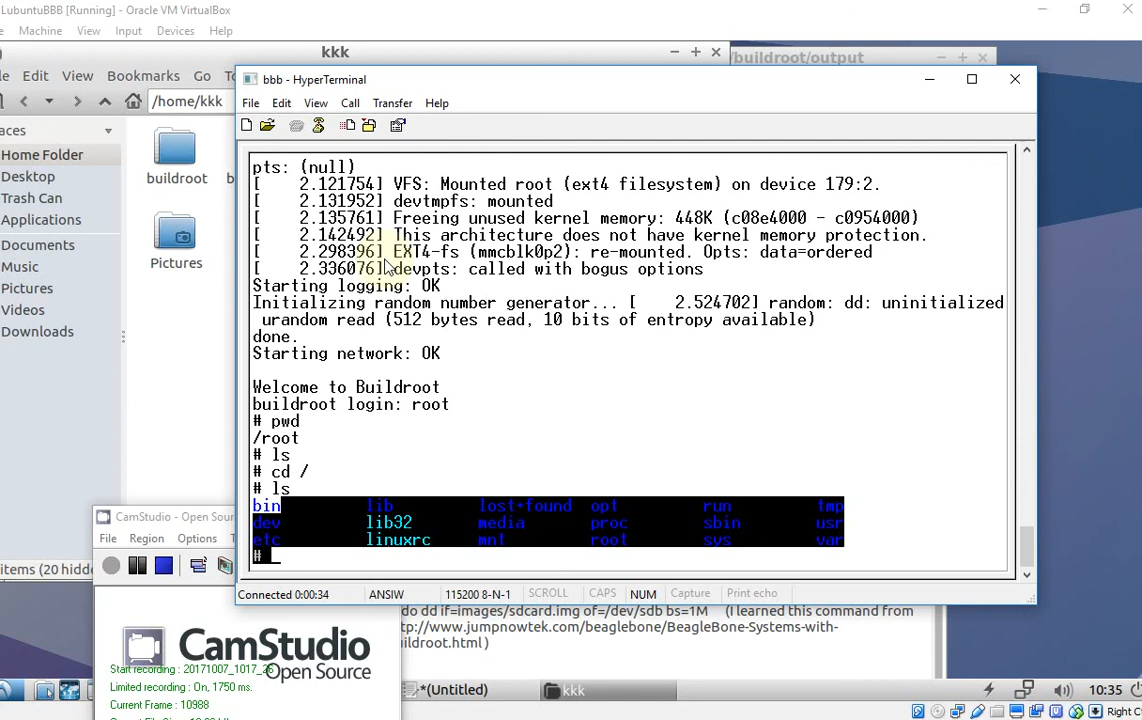 LubuntuBBB [Running] - Oracle VM VirtualBox
Machine View Input Devices Help
kkk
/buildroot/output
Edit View Bookmarks Go
/home/kkk
aces
Home Folder
Desktop
Trash Can
Applications
Documents
Music
Pictures
Videos
Downloads
buildroot
Pictures
bbb - HyperTerminal
File Edit View Call Transfer Help
pts: (null)
[ 2.121754] VFS: Mounted root (ext4 filesystem) on device 179:2.
[ 2.131952] devtmpfs: mounted
[ 2.135761] Freeing unused kernel memory: 448K (c08e4000 - c0954000)
[ 2.142492] This architecture does not have kernel memory protection.
[ 2.298396] EXT4-fs (mmcblk0p2): re-mounted. Opts: data=ordered
[ 2.336076] devpts: called with bogus options
Starting logging: OK
Initializing random number generator... [ 2.524702] random: dd: uninitialized
urandom read (512 bytes read, 10 bits of entropy available)
done.
Starting network: OK
Welcome to Buildroot
buildroot login: root
# pwd
/root
# ls
# cd /
# ls
bin lib lost+found opt run tmp
dev lib32 media proc sbin usr
etc linuxrc mnt root sys var
#
Connected 0:00:34 ANSIW 115200 8-N-1 SCROLL CAPS NUM Capture Print echo
CamStudio - Open Sour
File Region Options
items (20 hidde
CamStudio
Open Source
Start recording : 20171007_1017_26
Limited recording : On, 1750 ms.
Current Frame : 10988
do dd if=images/sdcard.img of=/dev/sdb bs=1M (I learned this command from
tp://www.jumpnowtek.com/beaglebone/BeagleBone-Systems-with-
ildroot.html )
*(Untitled)
kkk
10:35
Right C